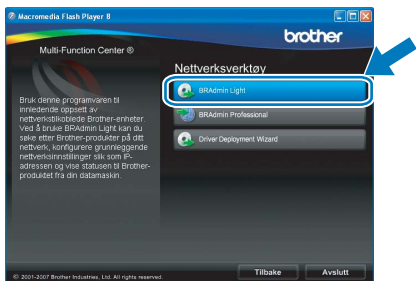 Macromedia Flash Player 8
brother
Multi-Function Center ®
Nettverksverktøy
BRAdmin Light
BRAdmin Professional
Driver Deployment Wizard
Bruk denne programvaren til
innledende oppsett av
nettverkstilkoblede Brother-enheter.
Ved å bruke BRAdmin Light kan du
søke etter Brother-produkter på ditt
nettverk, konfigurere grunnleggende
nettverksinnstillinger slik som IP-
adressen og vise statusen til Brother-
produktet fra din datamaskin.
Tilbake
Avslutt
© 2001-2007 Brother Industries, Ltd. All rights reserved.